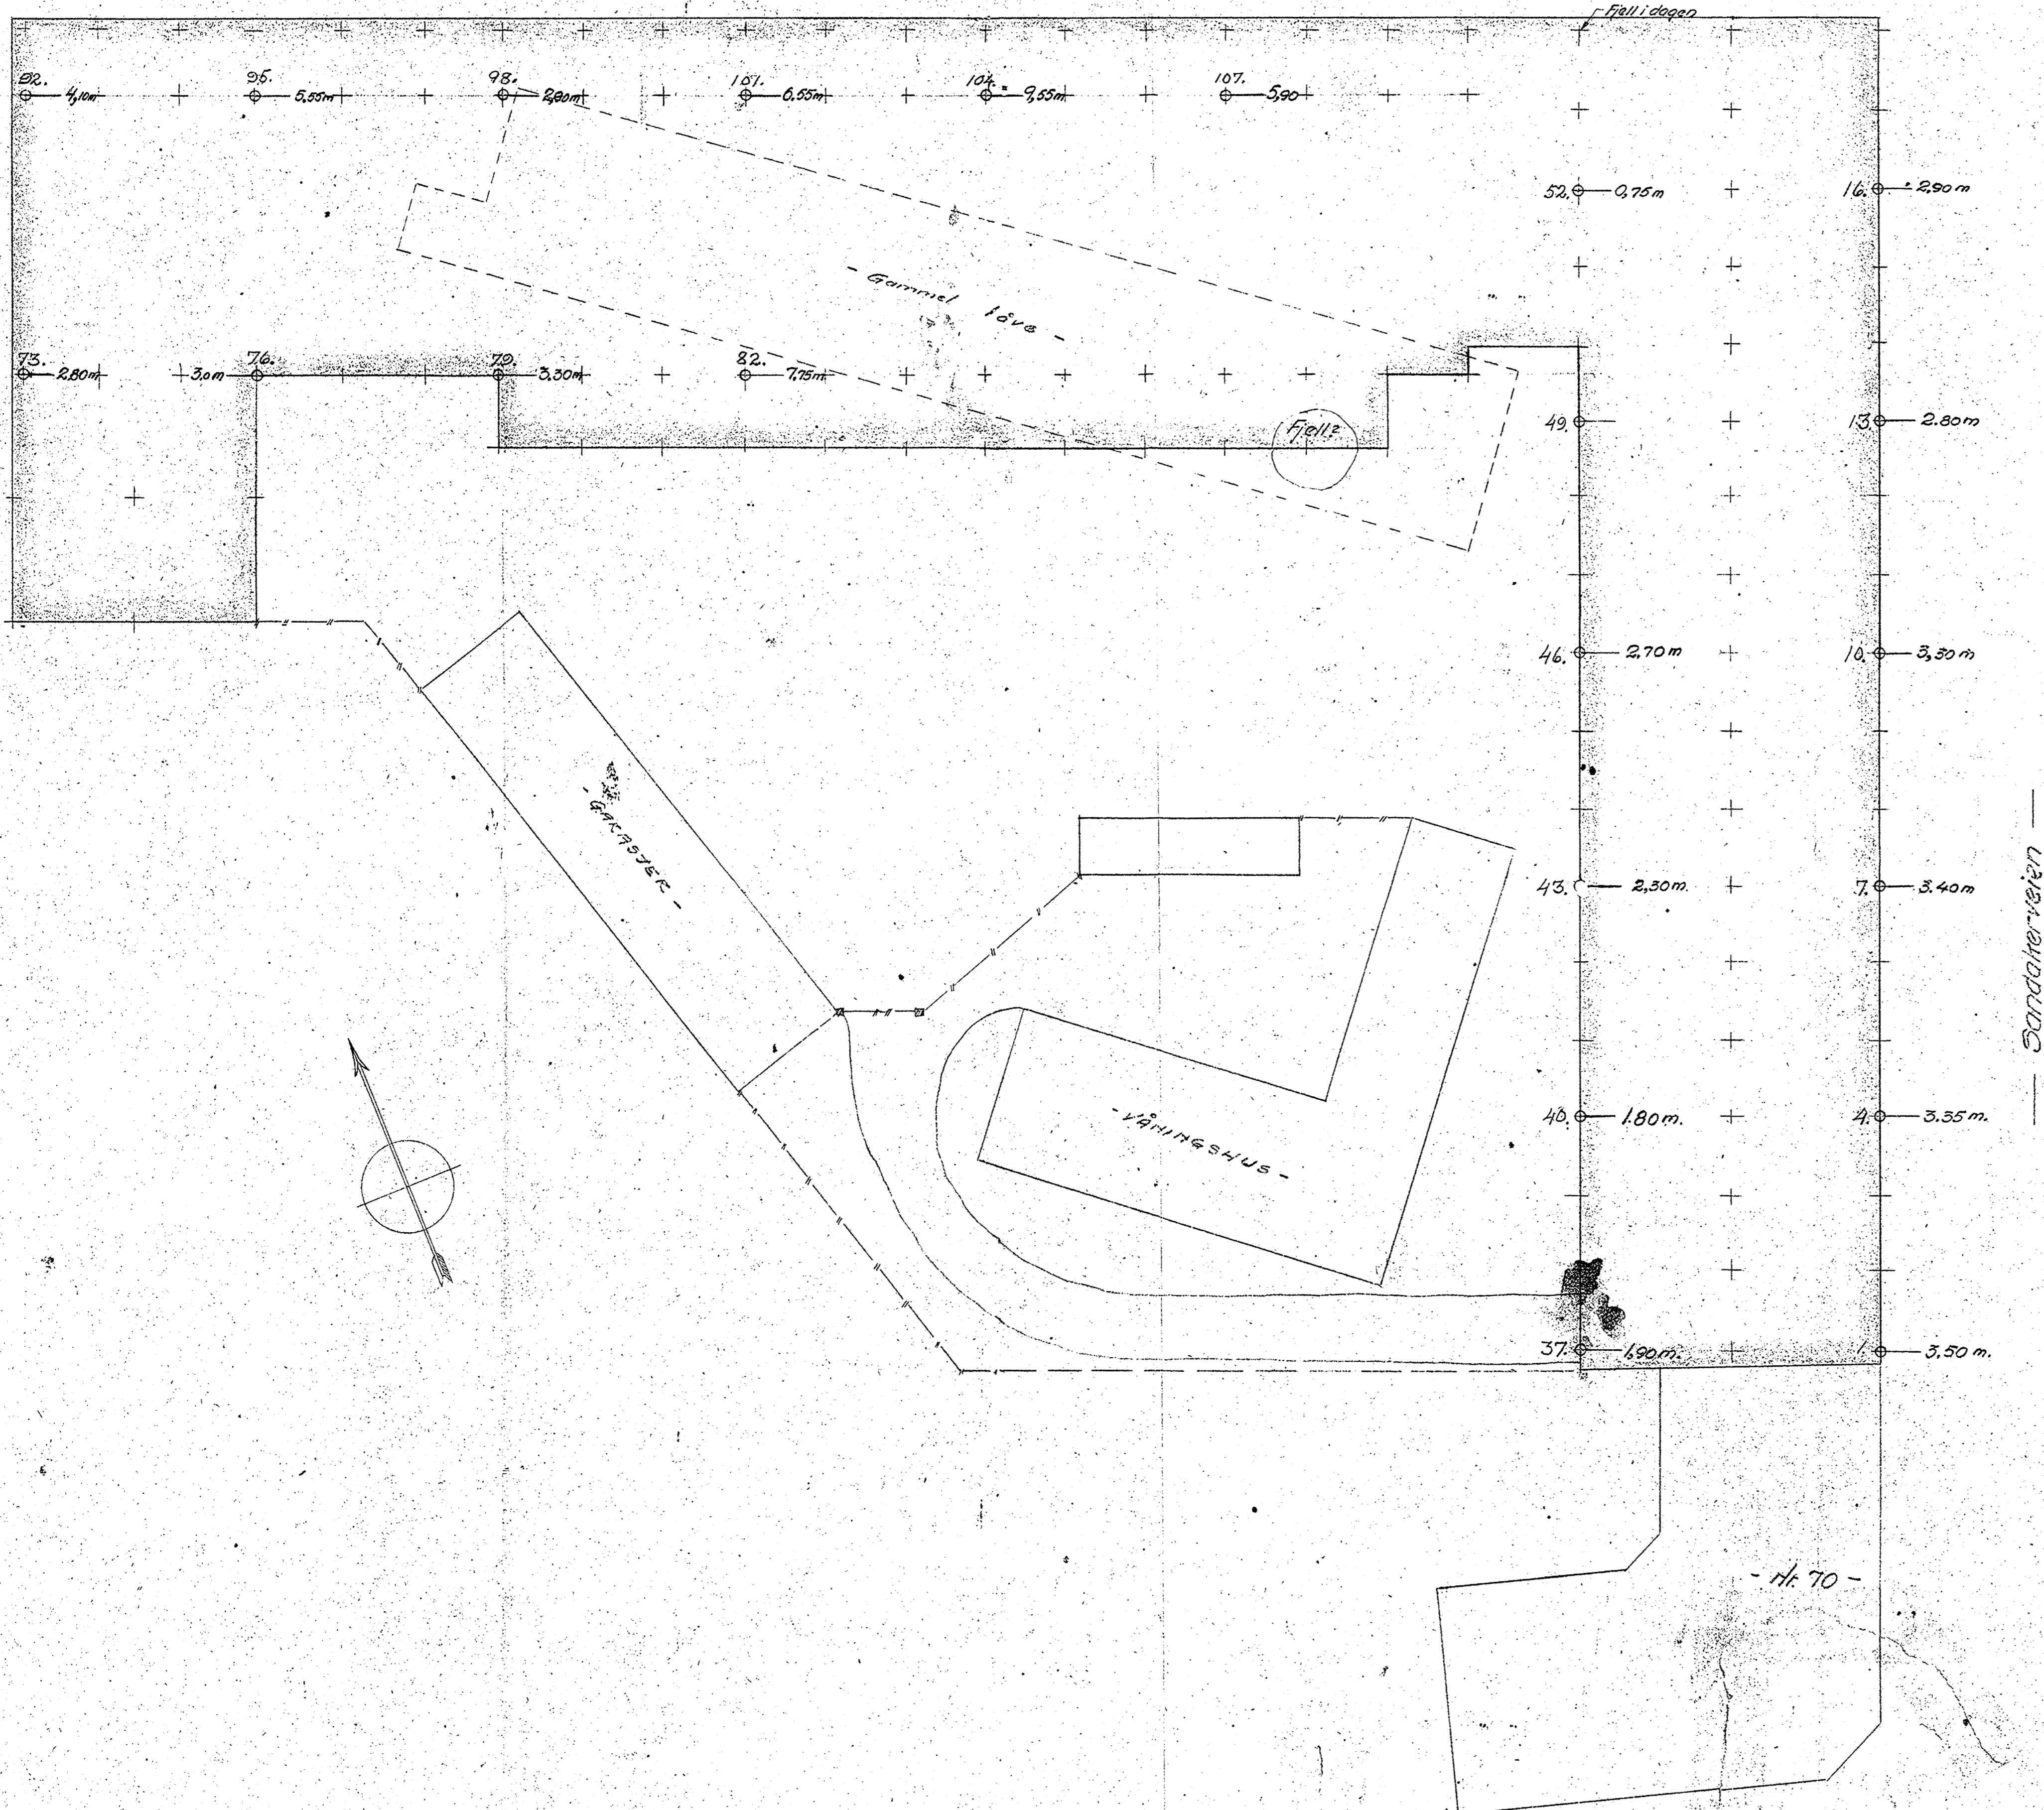 Fjell i dagen
92. 4,10m 95. 5,55m 98. 2,80m 101. 6.55m 104. 9,55m 107. 5,90
52. 0,75m 16. 2,90m
- Gammel låve -
73. 2.80m 76. 3,0m 79. 3.30m 82. 7.75m
Fjell?
49. 13. 2.80m
46. 2.70m 10. 3,30m
- GARASJER -
43. 2,30m. 7. 3.40m
— Sandakerveien —
- VÅNINGSHUS -
40. 1.80m. 4. 3.35m.
37. 1,90m. 1. 3,50m.
- Nr. 70 -